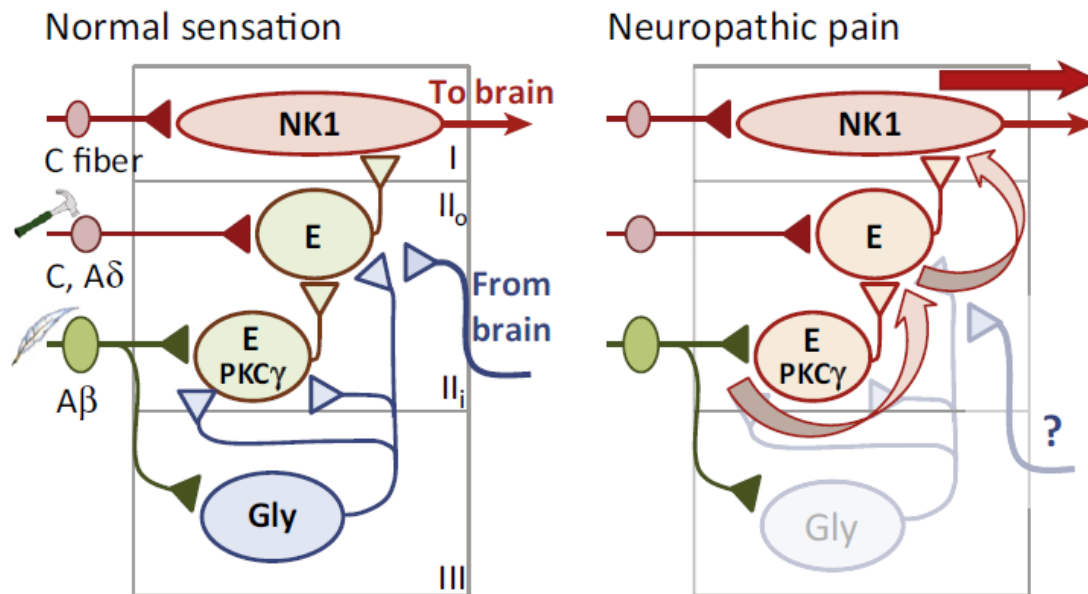 Normal sensation
To brain
NK1
C fiber
I
IIo
E
C, Aδ
From
brain
E
PKCγ
Aβ
IIi
Gly
III
Neuropathic pain
NK1
E
E
PKCγ
?
Gly